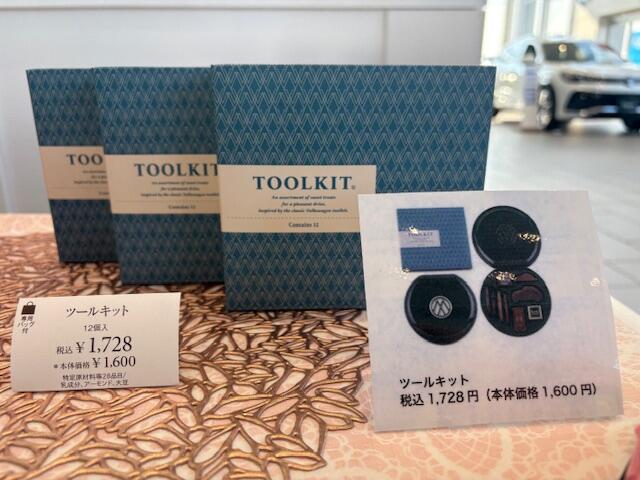 TOOLKIT
TOOLKIT
TOOLKIT®
An assortment of sweet treats
for a pleasant drive,
inspired by the classic Volkswagen toolkit.
Contains 12
Contains 12
専用
バッグ
付
ツールキット
12個入
税込¥1,728
*本体価格¥1,600
特定原材料等28品目/
乳成分、アーモンド、大豆
TOOLKIT
ツールキット
税込1,728円(本体価格1,600円)